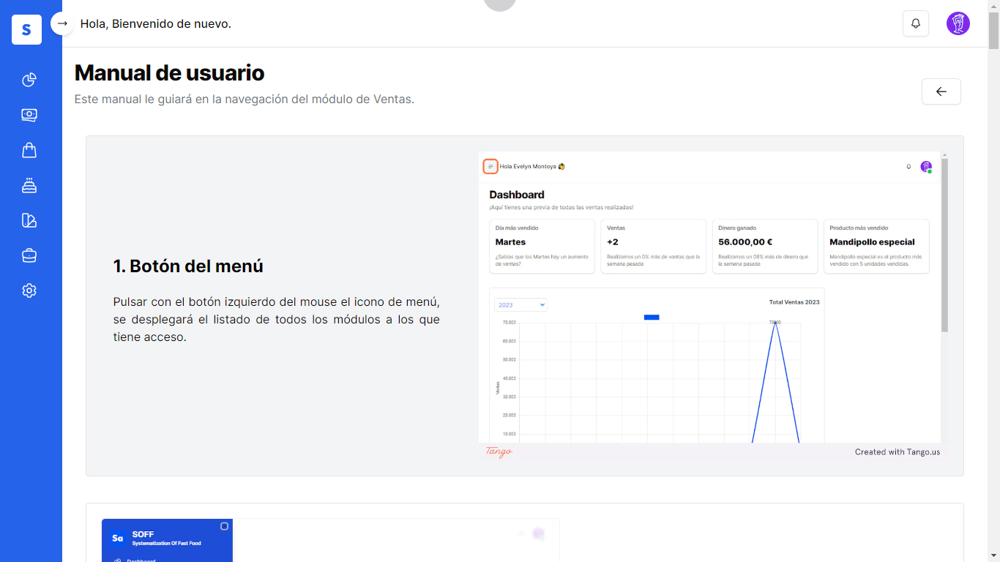 S
Hola, Bienvenido de nuevo.
Manual de usuario
Este manual le guiará en la navegación del módulo de Ventas.
1. Botón del menú
Pulsar con el botón izquierdo del mouse el icono de menú,
se desplegará el listado de todos los módulos a los que
tiene acceso.
Hola Evelyn Montoya
Dashboard
¡Aquí tienes una previa de todas las ventas realizadas!
Día más vendido
Martes
¿Sabías que los Martes hay un aumento
de ventas?
Ventas
+2
Realizamos un 0% más de ventas que la
semana pasada
Dinero ganado
56.000,00 €
Realizamos un 08% más de dinero que
la semana pasada
Producto más vendido
Mandipollo especial
Mandipollo especial es el producto más
vendido con 5 unidades vendidas.
2023
Total Ventas 2023
70.000
70000
60.000
50.000
40.000
30.000
20.000
10.000
Ventas
Tango
Created with Tango.us
Sa
SOFF
Systematization Of Fast Food
Dashboard